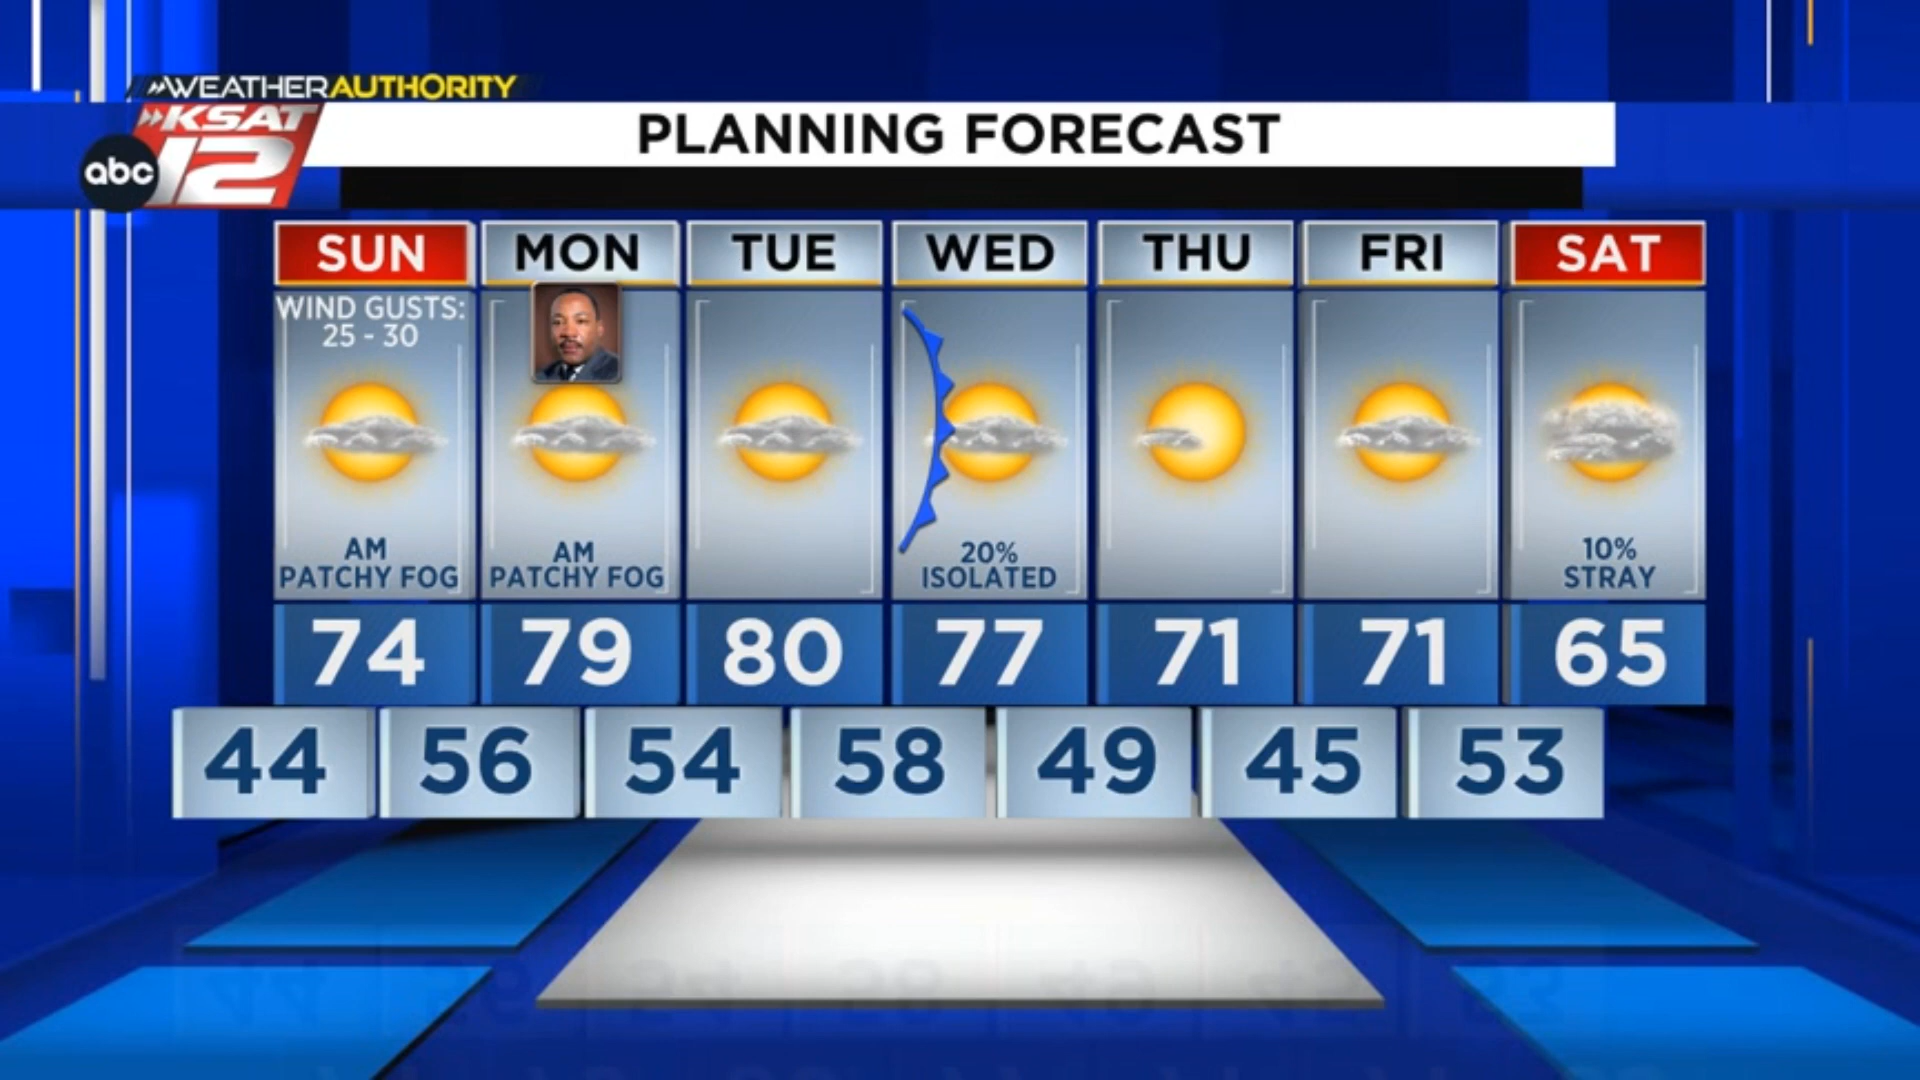 WEATHERAUTHORITY
KSAT
abc 12
PLANNING FORECAST
SUN MON TUE WED THU FRI SAT
WIND GUSTS:
25 - 30
AM
PATCHY FOG
AM
PATCHY FOG
20%
ISOLATED
10%
STRAY
74 79 80 77 71 71 65
44 56 54 58 49 45 53